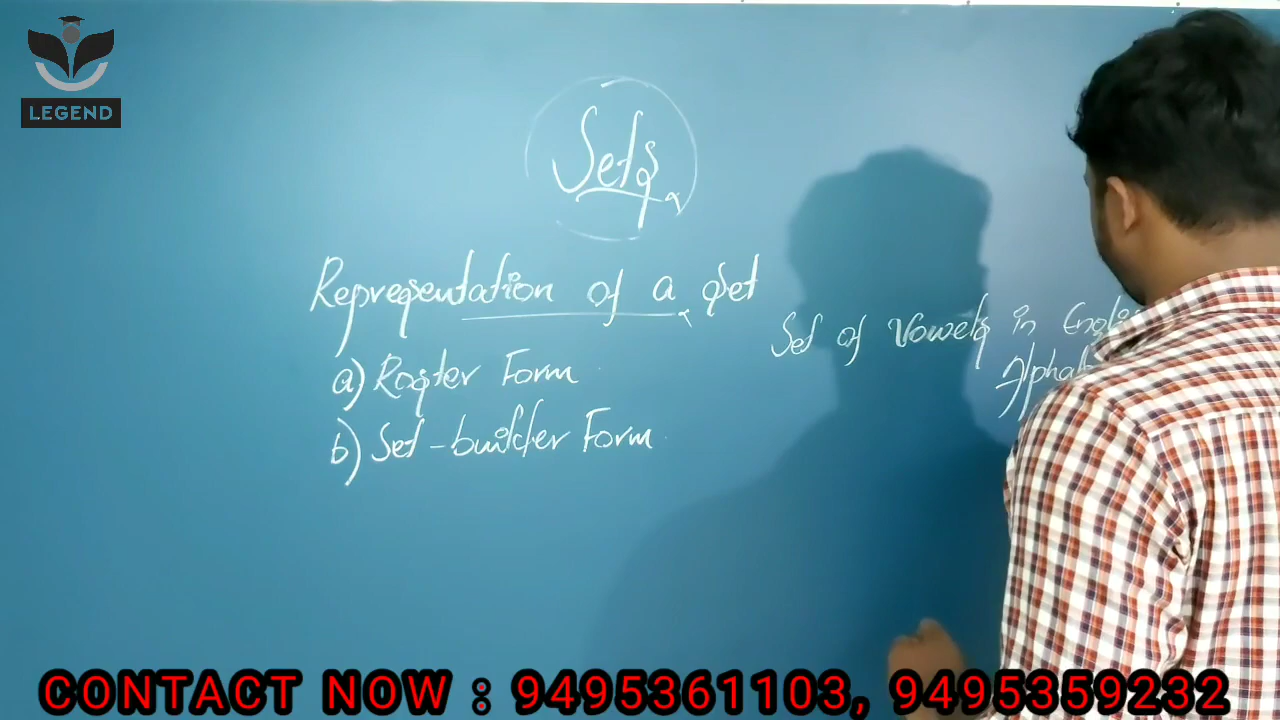 LEGEND
Sets
Representation of a set
a) Roster Form
b) Set-builder Form
Set of Vowels in
CONTACT NOW : 9495361103, 9495359232